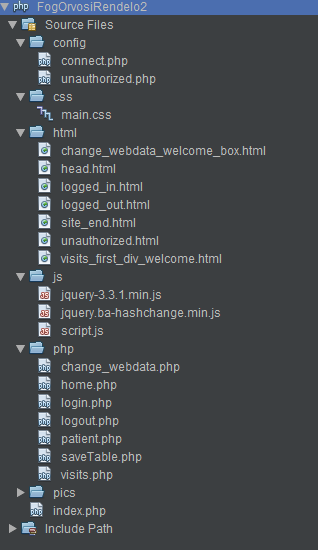 php FogOrvosiRendelo2
Source Files
config
connect.php
unauthorized.php
css
main.css
html
change_webdata_welcome_box.html
head.html
logged_in.html
logged_out.html
site_end.html
unauthorized.html
visits_first_div_welcome.html
js
jquery-3.3.1.min.js
jquery.ba-hashchange.min.js
script.js
php
change_webdata.php
home.php
login.php
logout.php
patient.php
saveTable.php
visits.php
pics
index.php
Include Path